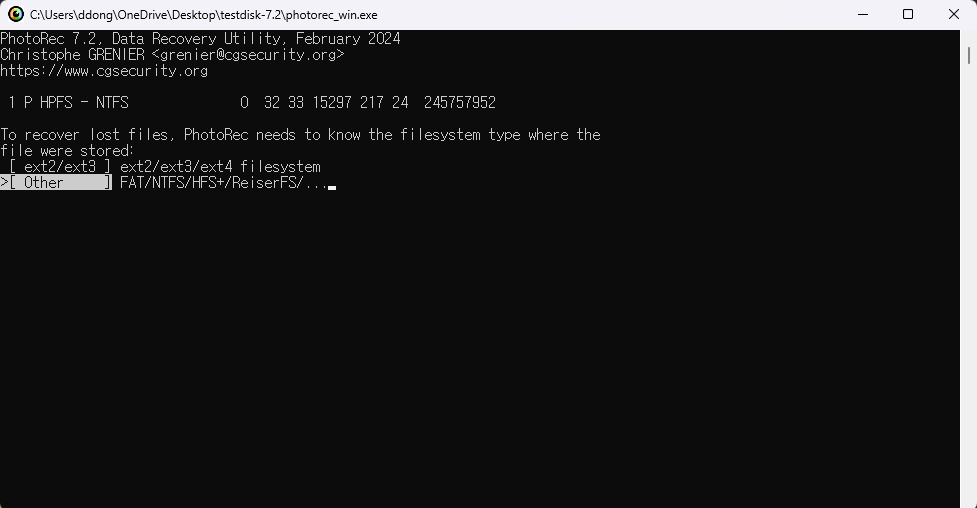 C:\Users\ddong\OneDrive\Desktop\testdisk-7.2\photorec_win.exe
PhotoRec 7.2, Data Recovery Utility, February 2024
Christophe GRENIER <grenier@cgsecurity.org>
https://www.cgsecurity.org
1 P HPFS - NTFS 0 32 33 15297 217 24 245757952
To recover lost files, PhotoRec needs to know the filesystem type where the
file were stored:
[ ext2/ext3 ] ext2/ext3/ext4 filesystem
>[ Other ] FAT/NTFS/HFS+/ReiserFS/...